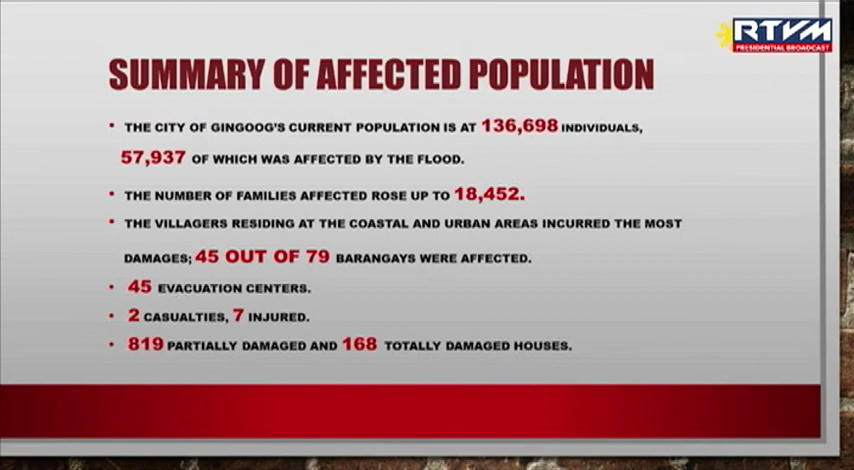 RTVM
PRESIDENTIAL BROADCAST
SUMMARY OF AFFECTED POPULATION
• THE CITY OF GINGOOG'S CURRENT POPULATION IS AT 136,698 INDIVIDUALS,
57,937 OF WHICH WAS AFFECTED BY THE FLOOD.
• THE NUMBER OF FAMILIES AFFECTED ROSE UP TO 18,452.
• THE VILLAGERS RESIDING AT THE COASTAL AND URBAN AREAS INCURRED THE MOST
DAMAGES; 45 OUT OF 79 BARANGAYS WERE AFFECTED.
• 45 EVACUATION CENTERS.
• 2 CASUALTIES, 7 INJURED.
• 819 PARTIALLY DAMAGED AND 168 TOTALLY DAMAGED HOUSES.